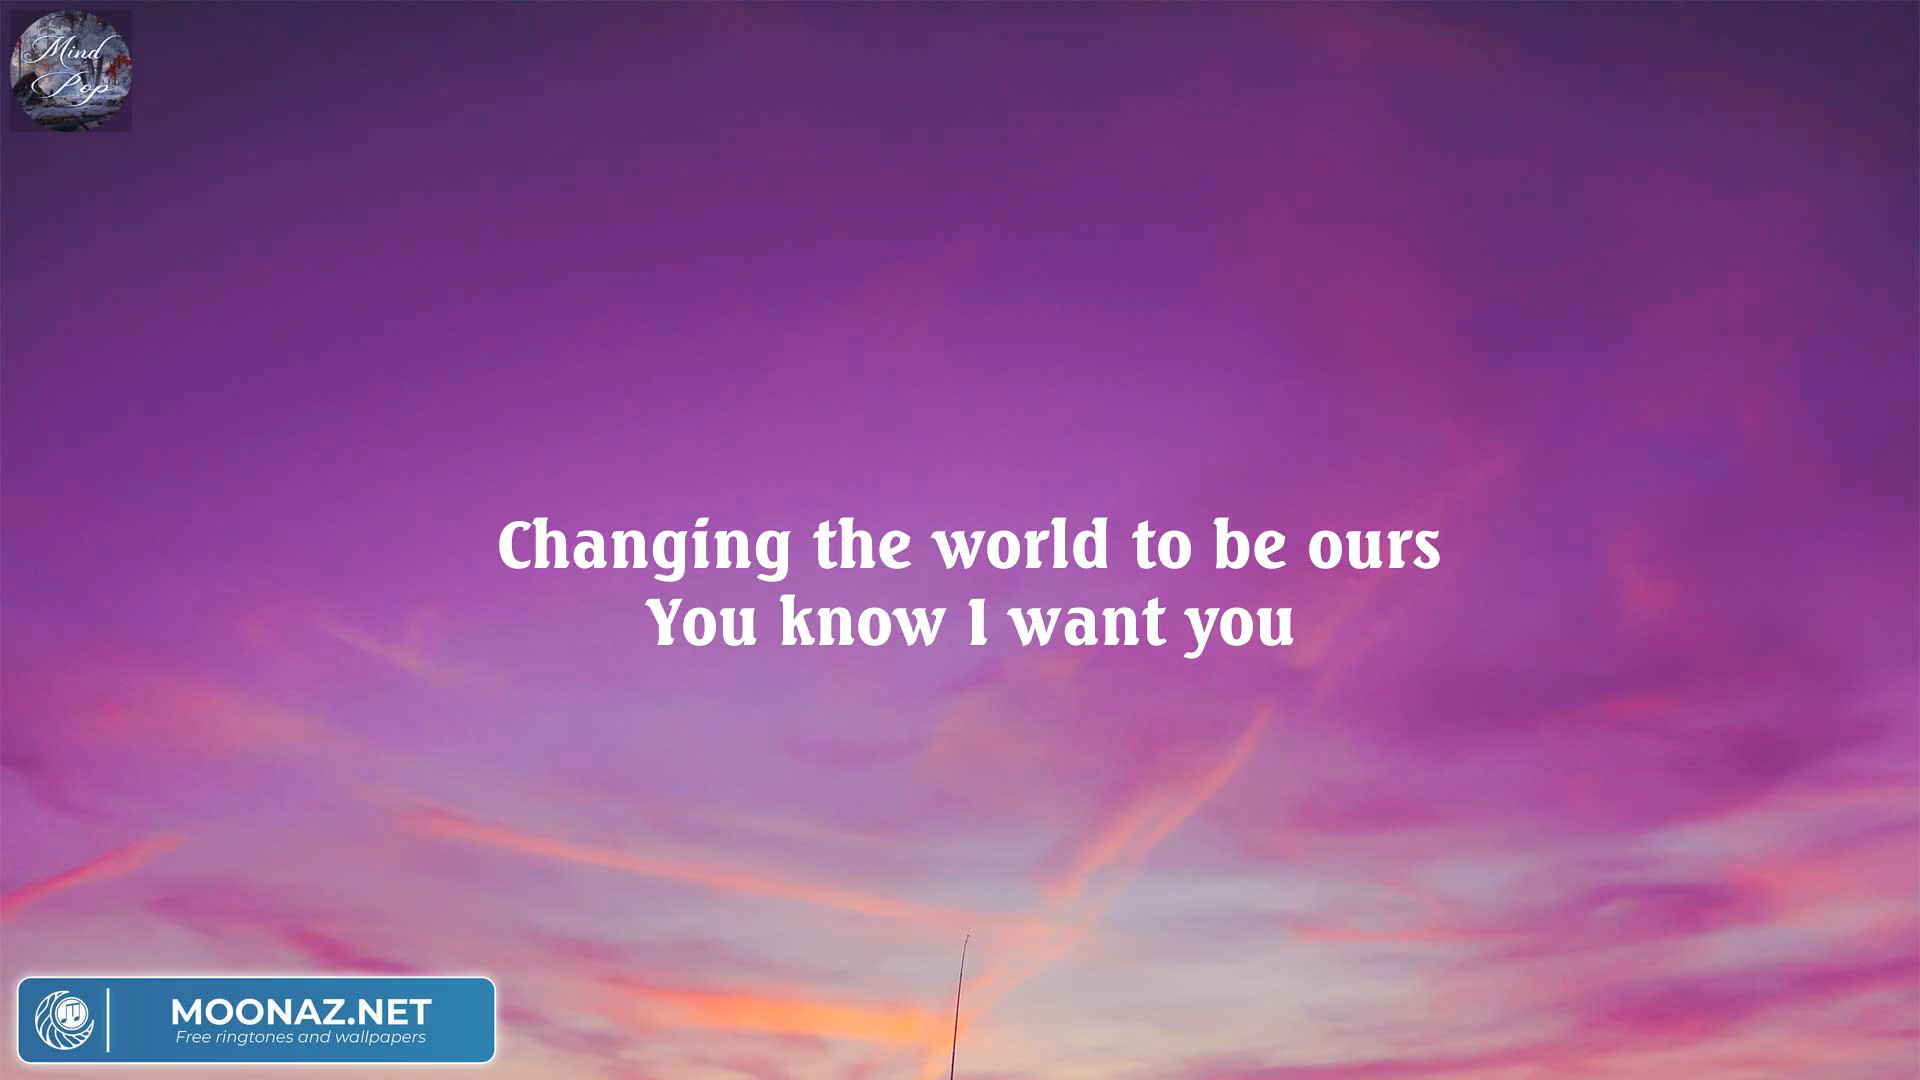 Mind
Pop
Changing the world to be ours
You know I want you
MOONAZ.NET
Free ringtones and wallpapers